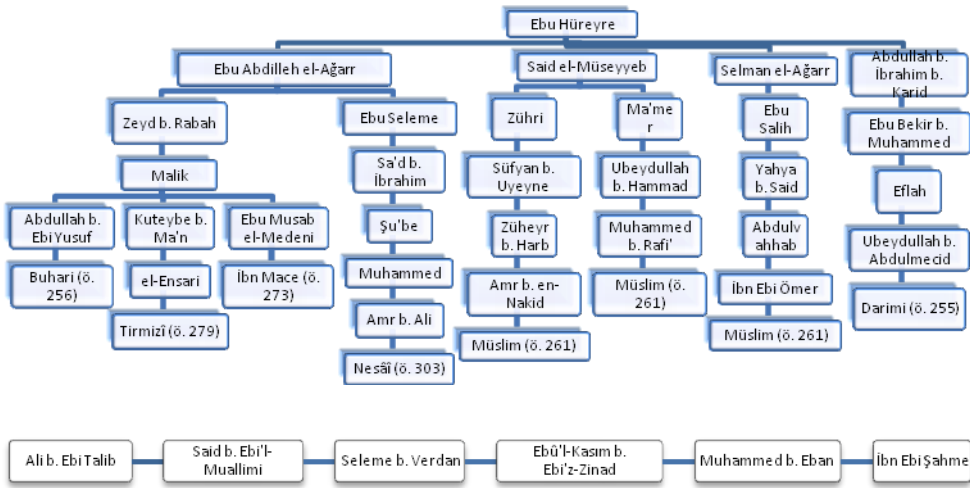 Ebu Hüreyre
Ebu Abdilleh el-Ağarr
Said el-Müseyyeb
Selman el-Ağarr
Abdullah b.
İbrahim b.
Karid
Zeyd b. Rabah
Ebu Seleme
Zühri
Ma'me
r
Ebu
Salih
Ebu Bekir b.
Muhammed
Malik
Sa'd b.
İbrahim
Süfyan b.
Uyeyne
Ubeydullah
b. Hammad
Yahya
b. Said
Eflah
Abdullah b.
Ebi Yusuf
Kuteybe b.
Ma'n
Ebu Musab
el-Medeni
Şu'be
Züheyr
b. Harb
Muhammed
b. Rafi'
Abdulv
ahhab
Ubeydullah b.
Abdulmecid
Buhari (ö.
256)
el-Ensari
İbn Mace (ö.
273)
Muhammed
Amr b. en-
Nakid
Müslim (ö.
261)
İbn Ebi Ömer
Darimi (ö. 255)
Tirmizî (ö. 279)
Amr b. Ali
Müslim (ö. 261)
Müslim (ö. 261)
Nesâî (ö. 303)
Ali b. Ebi Talib
Said b. Ebi'l-
Muallimi
Seleme b. Verdan
Ebû'l-Kasım b.
Ebi'z-Zinad
Muhammed b. Eban
İbn Ebi Şahme